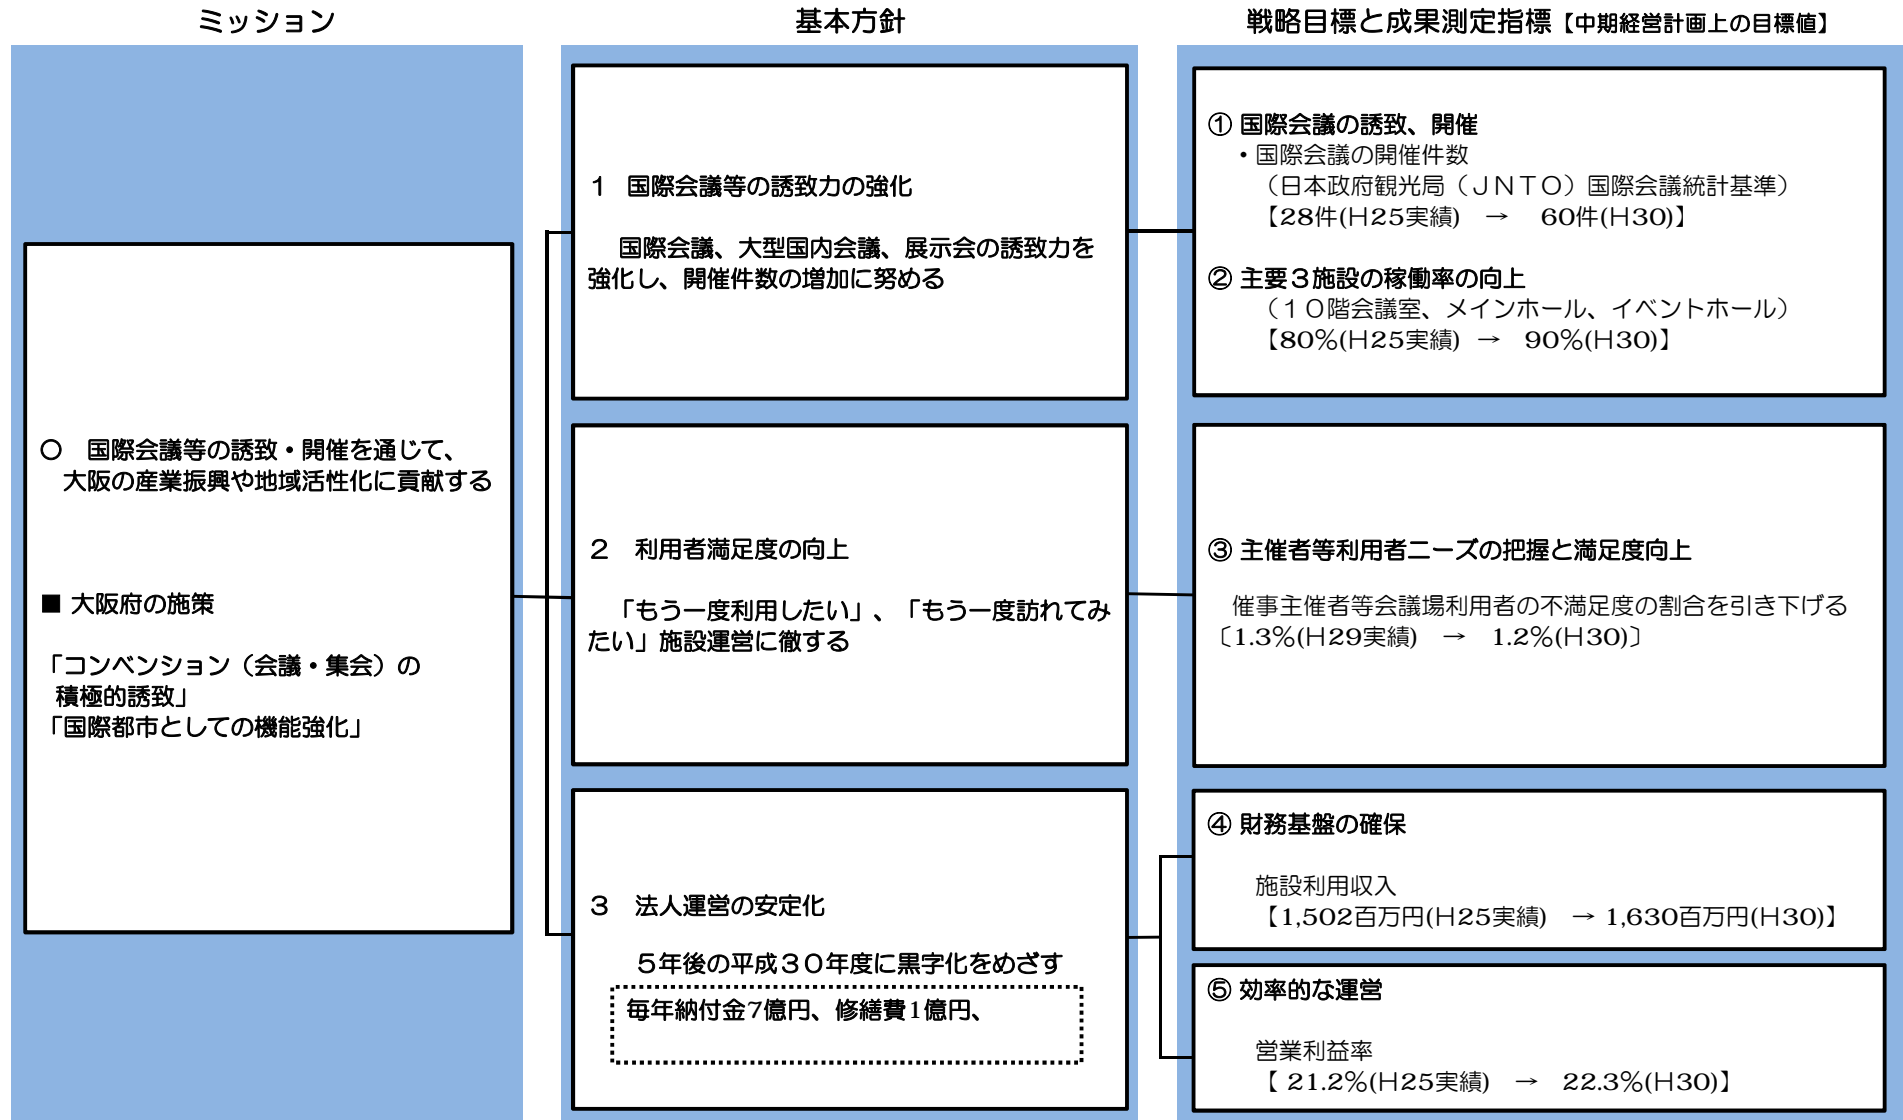 ミッション
基本方針
戦略目標と成果測定指標【中期経営計画上の目標値】
○　国際会議等の誘致・開催を通じて、
大阪の産業振興や地域活性化に貢献する
■ 大阪府の施策
「コンベンション（会議・集会）の
積極的誘致」
「国際都市としての機能強化」
１　国際会議等の誘致力の強化
国際会議、大型国内会議、展示会の誘致力を
強化し、開催件数の増加に努める
２　利用者満足度の向上
「もう一度利用したい」、「もう一度訪れてみ
たい」施設運営に徹する
３　法人運営の安定化
５年後の平成３０年度に黒字化をめざす
毎年納付金7億円、修繕費1億円、
① 国際会議の誘致、開催
・国際会議の開催件数
（日本政府観光局（ＪＮＴＯ）国際会議統計基準）
【28件(H25実績)　→　60件(H30)】
② 主要３施設の稼働率の向上
（１０階会議室、メインホール、イベントホール）
【80%(H25実績)　→　90%(H30)】
③ 主催者等利用者ニーズの把握と満足度向上
催事主催者等会議場利用者の不満足度の割合を引き下げる
〔1.3%(H29実績)　→　1.2%(H30)〕
④ 財務基盤の確保
施設利用収入
【1,502百万円(H25実績)　→ 1,630百万円(H30)】
⑤ 効率的な運営
営業利益率
【 21.2%(H25実績)　→　22.3%(H30)】